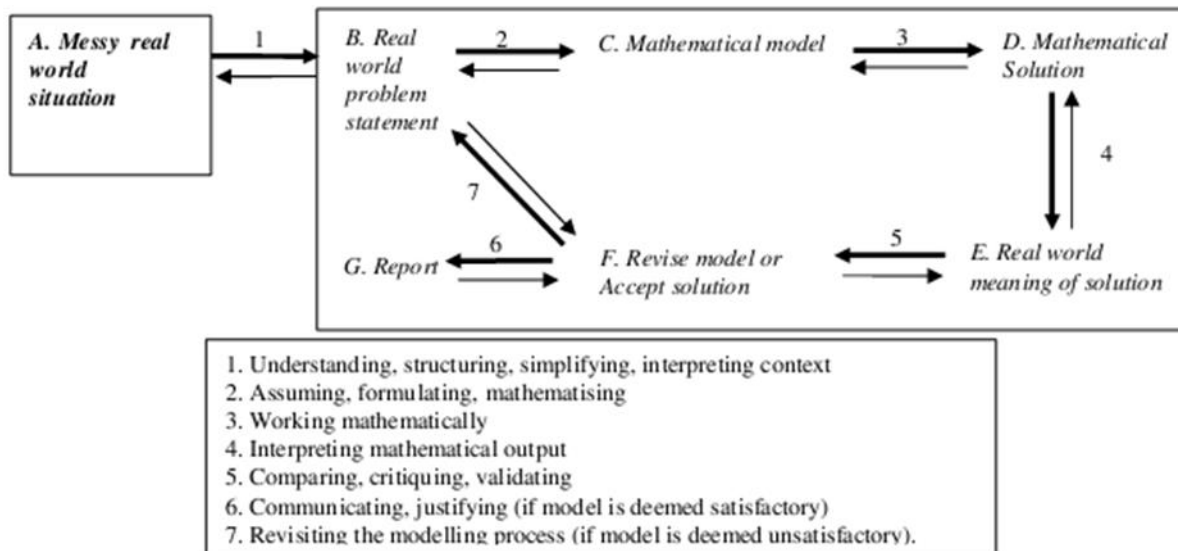 A. Messy real
world
situation
1
B. Real
world
problem
statement
2
C. Mathematical model
3
D. Mathematical
Solution
4
7
6
G. Report
F. Revise model or
Accept solution
5
E. Real world
meaning of solution
1. Understanding, structuring, simplifying, interpreting context
2. Assuming, formulating, mathematising
3. Working mathematically
4. Interpreting mathematical output
5. Comparing, critiquing, validating
6. Communicating, justifying (if model is deemed satisfactory)
7. Revisiting the modelling process (if model is deemed unsatisfactory).